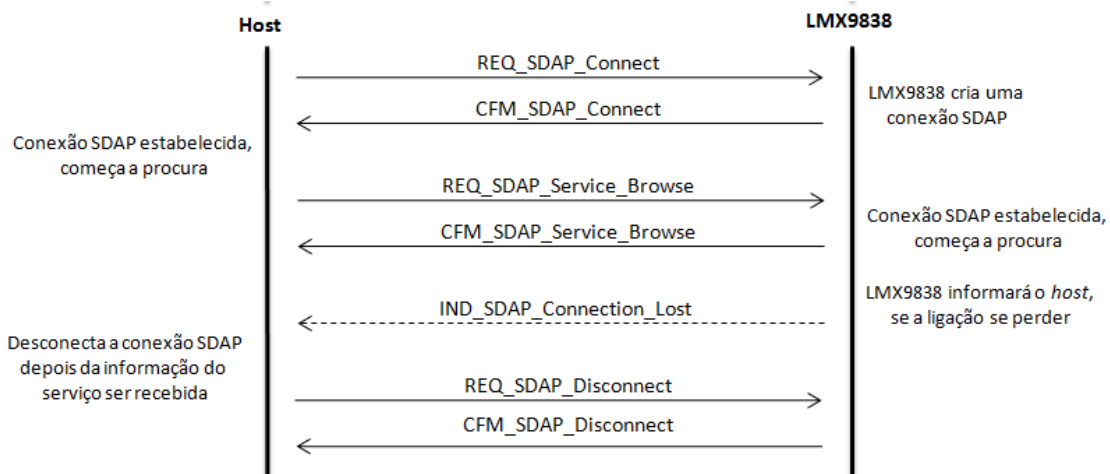 Host
LMX9838
REQ_SDAP_Connect
LMX9838 cria uma
conexão SDAP
CFM_SDAP_Connect
Conexão SDAP estabelecida,
começa a procura
REQ_SDAP_Service_Browse
Conexão SDAP estabelecida,
começa a procura
CFM_SDAP_Service_Browse
LMX9838 informará o host,
se a ligação se perder
IND_SDAP_Connection_Lost
Desconecta a conexão SDAP
depois da informação do
serviço ser recebida
REQ_SDAP_Disconnect
CFM_SDAP_Disconnect